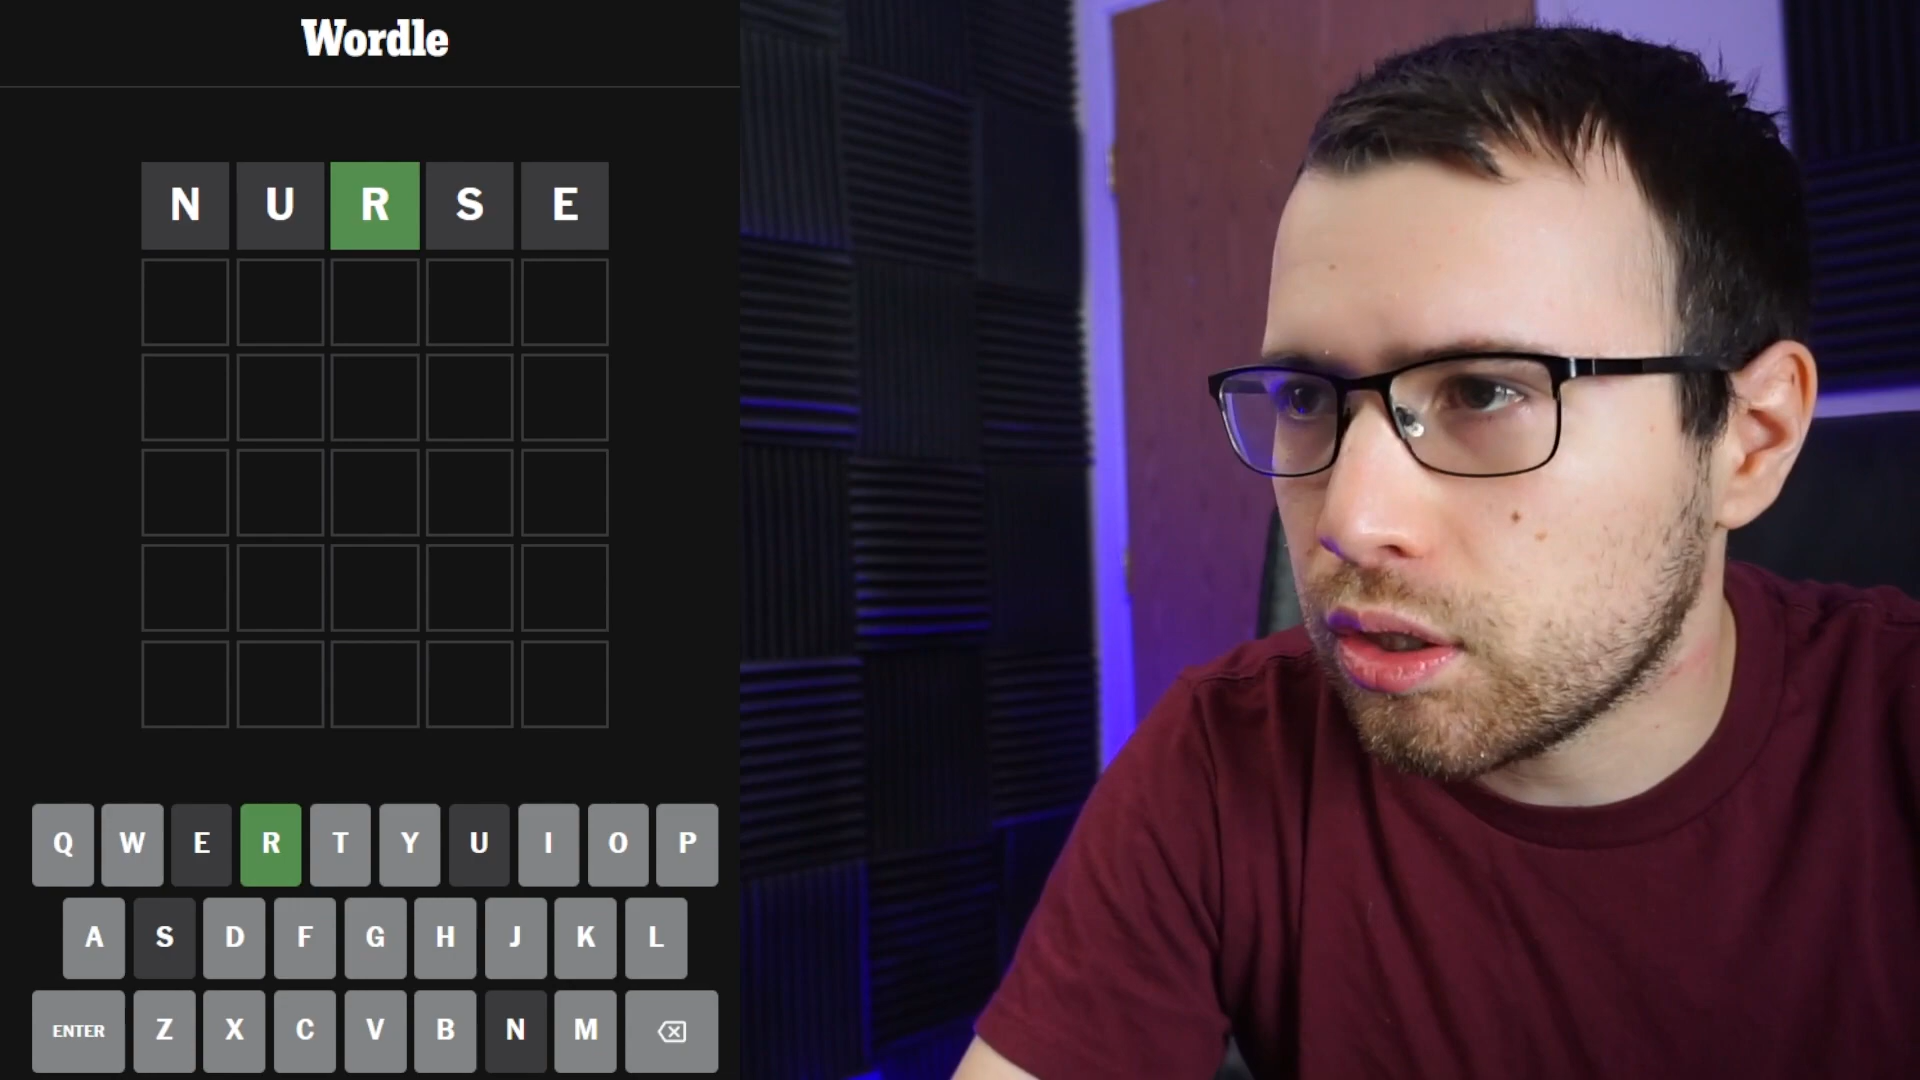 Wordle
N U R S E
Q W E R T Y U I O P
A S D F G H J K L
ENTER Z X C V B N M